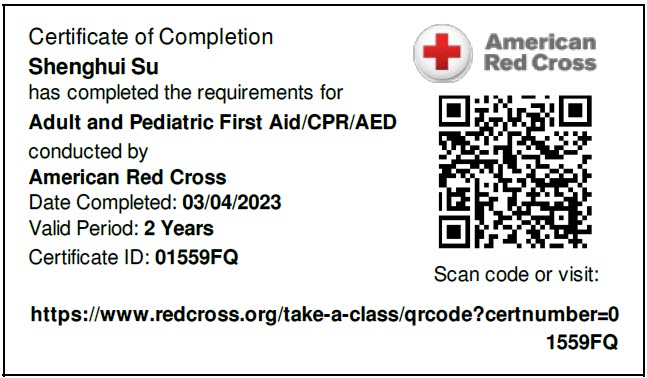 Certificate of Completion
Shenghui Su
has completed the requirements for
Adult and Pediatric First Aid/CPR/AED
conducted by
American Red Cross
Date Completed: 03/04/2023
Valid Period: 2 Years
Certificate ID: 01559FQ
American
Red Cross
Scan code or visit:
https://www.redcross.org/take-a-class/qrcode?certnumber=0
1559FQ